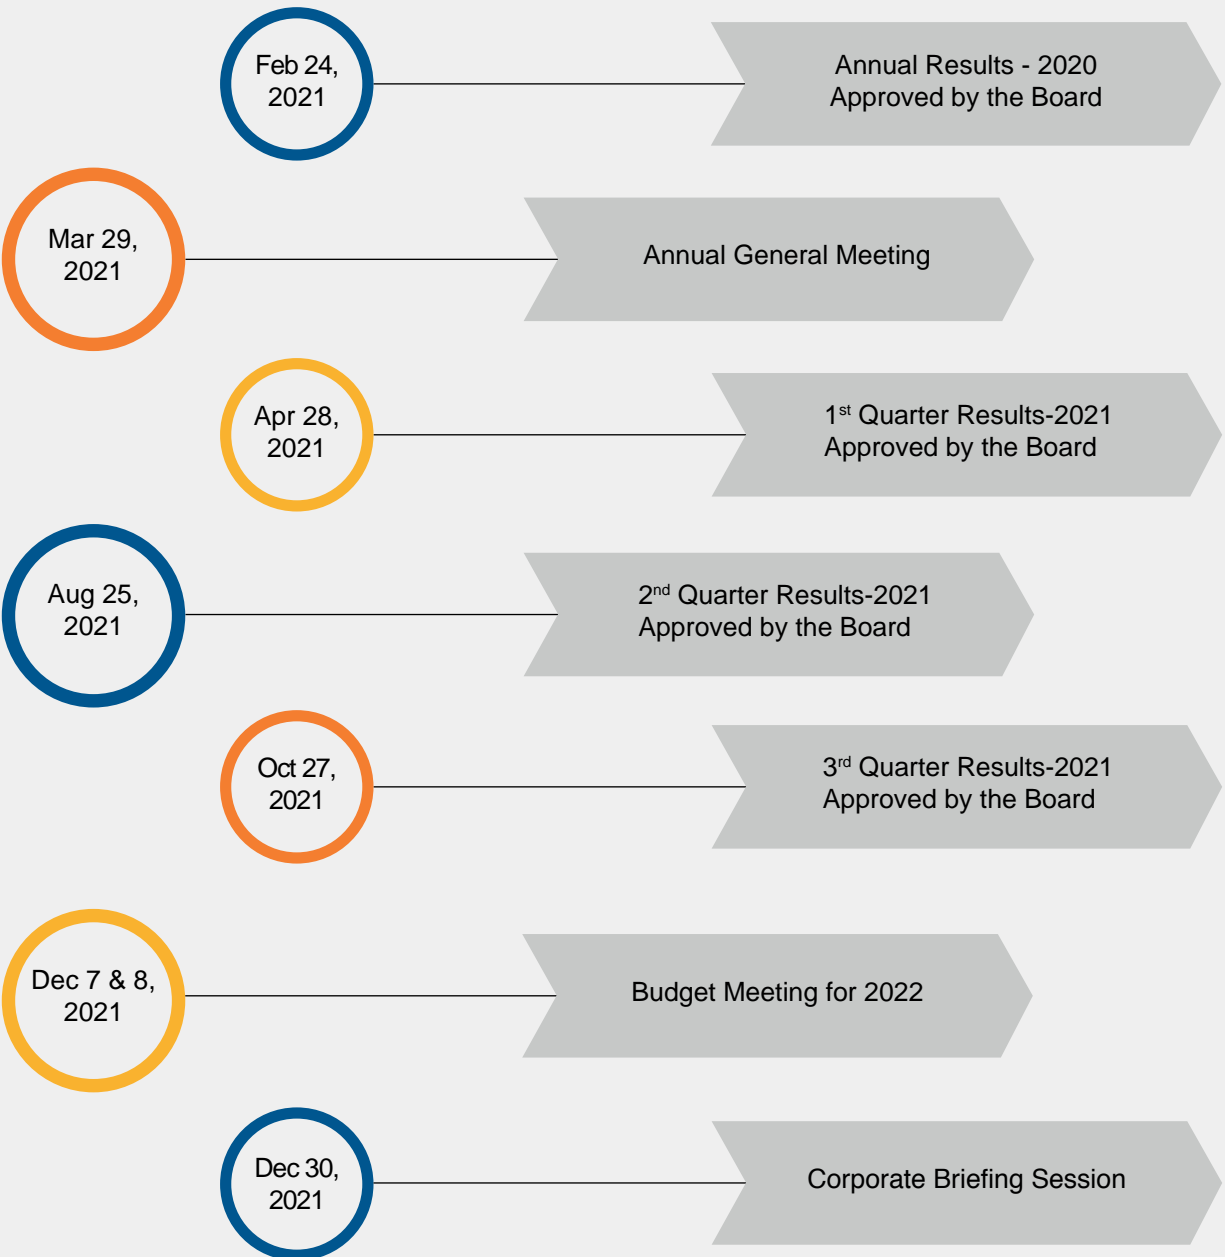 Feb 24,
2021
Annual Results - 2020
Approved by the Board
Mar 29,
2021
Annual General Meeting
Apr 28,
2021
1st Quarter Results-2021
Approved by the Board
Aug 25,
2021
2nd Quarter Results-2021
Approved by the Board
Oct 27,
2021
3rd Quarter Results-2021
Approved by the Board
Dec 7 & 8,
2021
Budget Meeting for 2022
Dec 30,
2021
Corporate Briefing Session